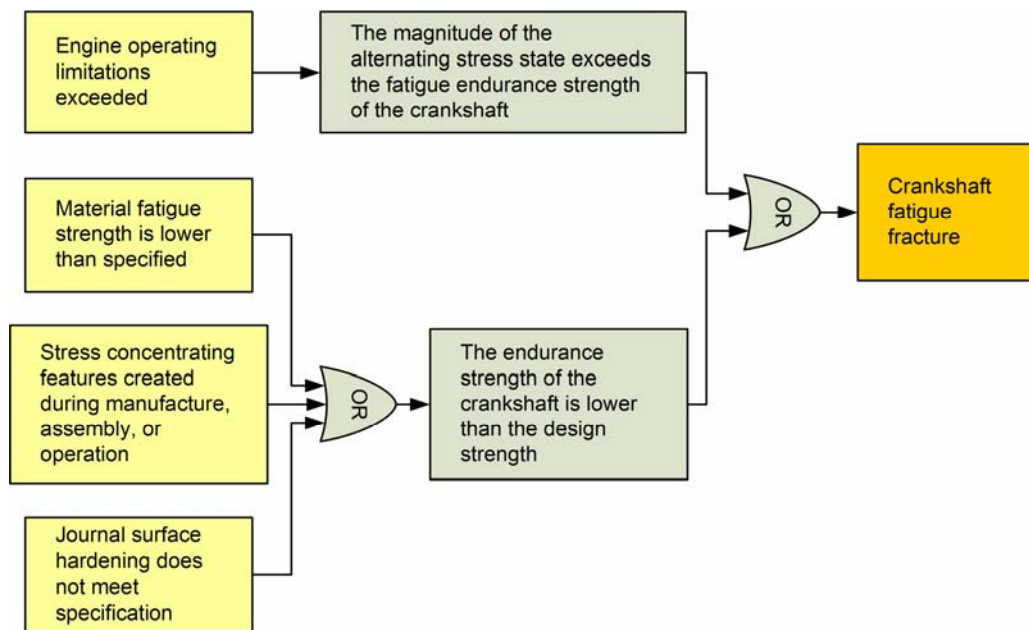 Engine operating
limitations
exceeded
The magnitude of the
alternating stress state exceeds
the fatigue endurance strength
of the crankshaft
Material fatigue
strength is lower
than specified
OR
Crankshaft
fatigue
fracture
Stress concentrating
features created
during manufacture,
assembly, or
operation
OR
The endurance
strength of the
crankshaft is lower
than the design
strength
Journal surface
hardening does
not meet
specification